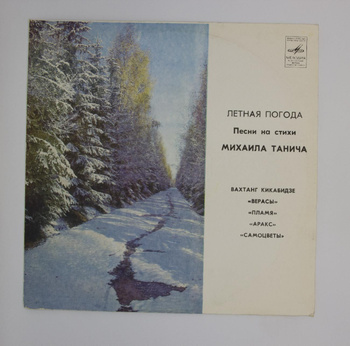 ЛЕТНАЯ ПОГОДА
Песни на стихи
МИХАИЛА ТАНИЧА
ВАХТАНГ КИКАБИДЗЕ
«ВЕРАСЫ»
«ПЛАМЯ»
«АРАКС»
«САМОЦВЕТЫ»